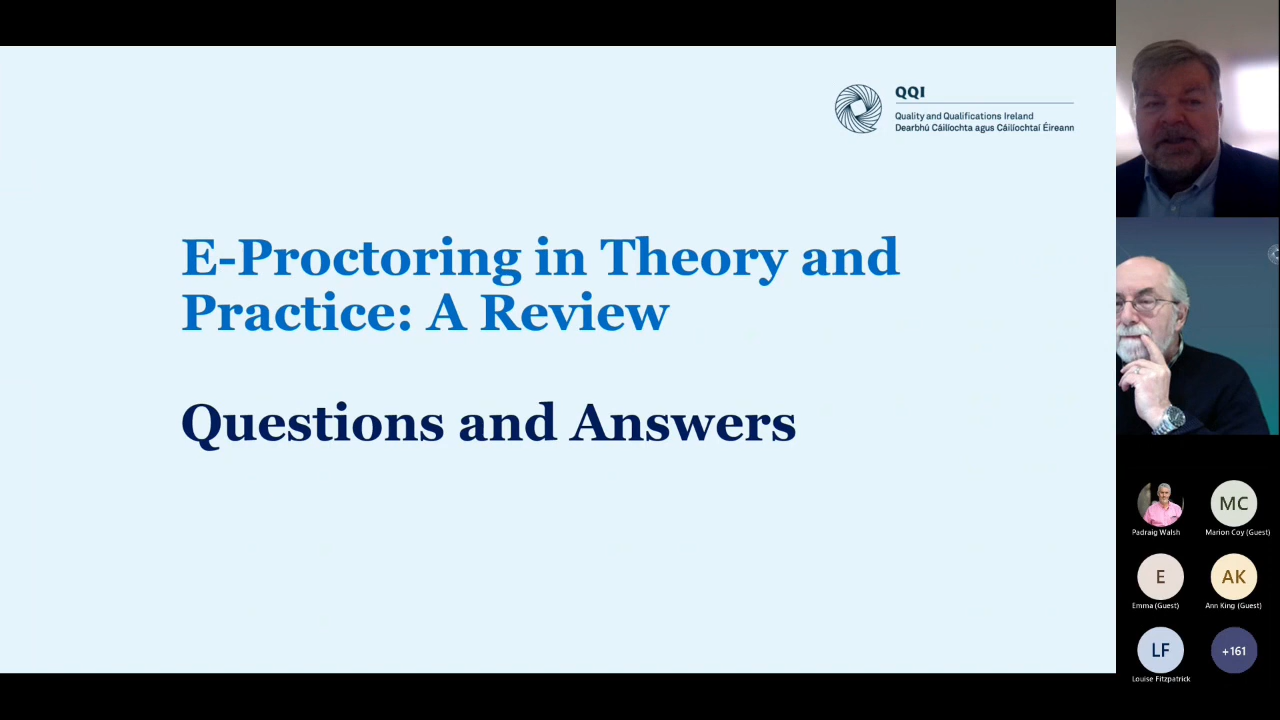 QQI
Quality and Qualifications Ireland
Dearbhú Cáilíochta agus Cáilíochtaí Éireann
E-Proctoring in Theory and
Practice: A Review
Questions and Answers
Padraig Walsh
MC
Marion Coy (Guest)
E
Emma (Guest)
AK
Ann King (Guest)
LF
Louise Fitzpatrick
+161